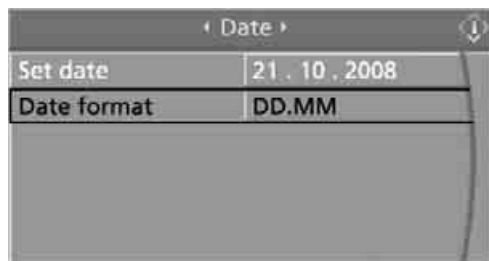 Date
Set date 21 . 10 . 2008
Date format DD.MM